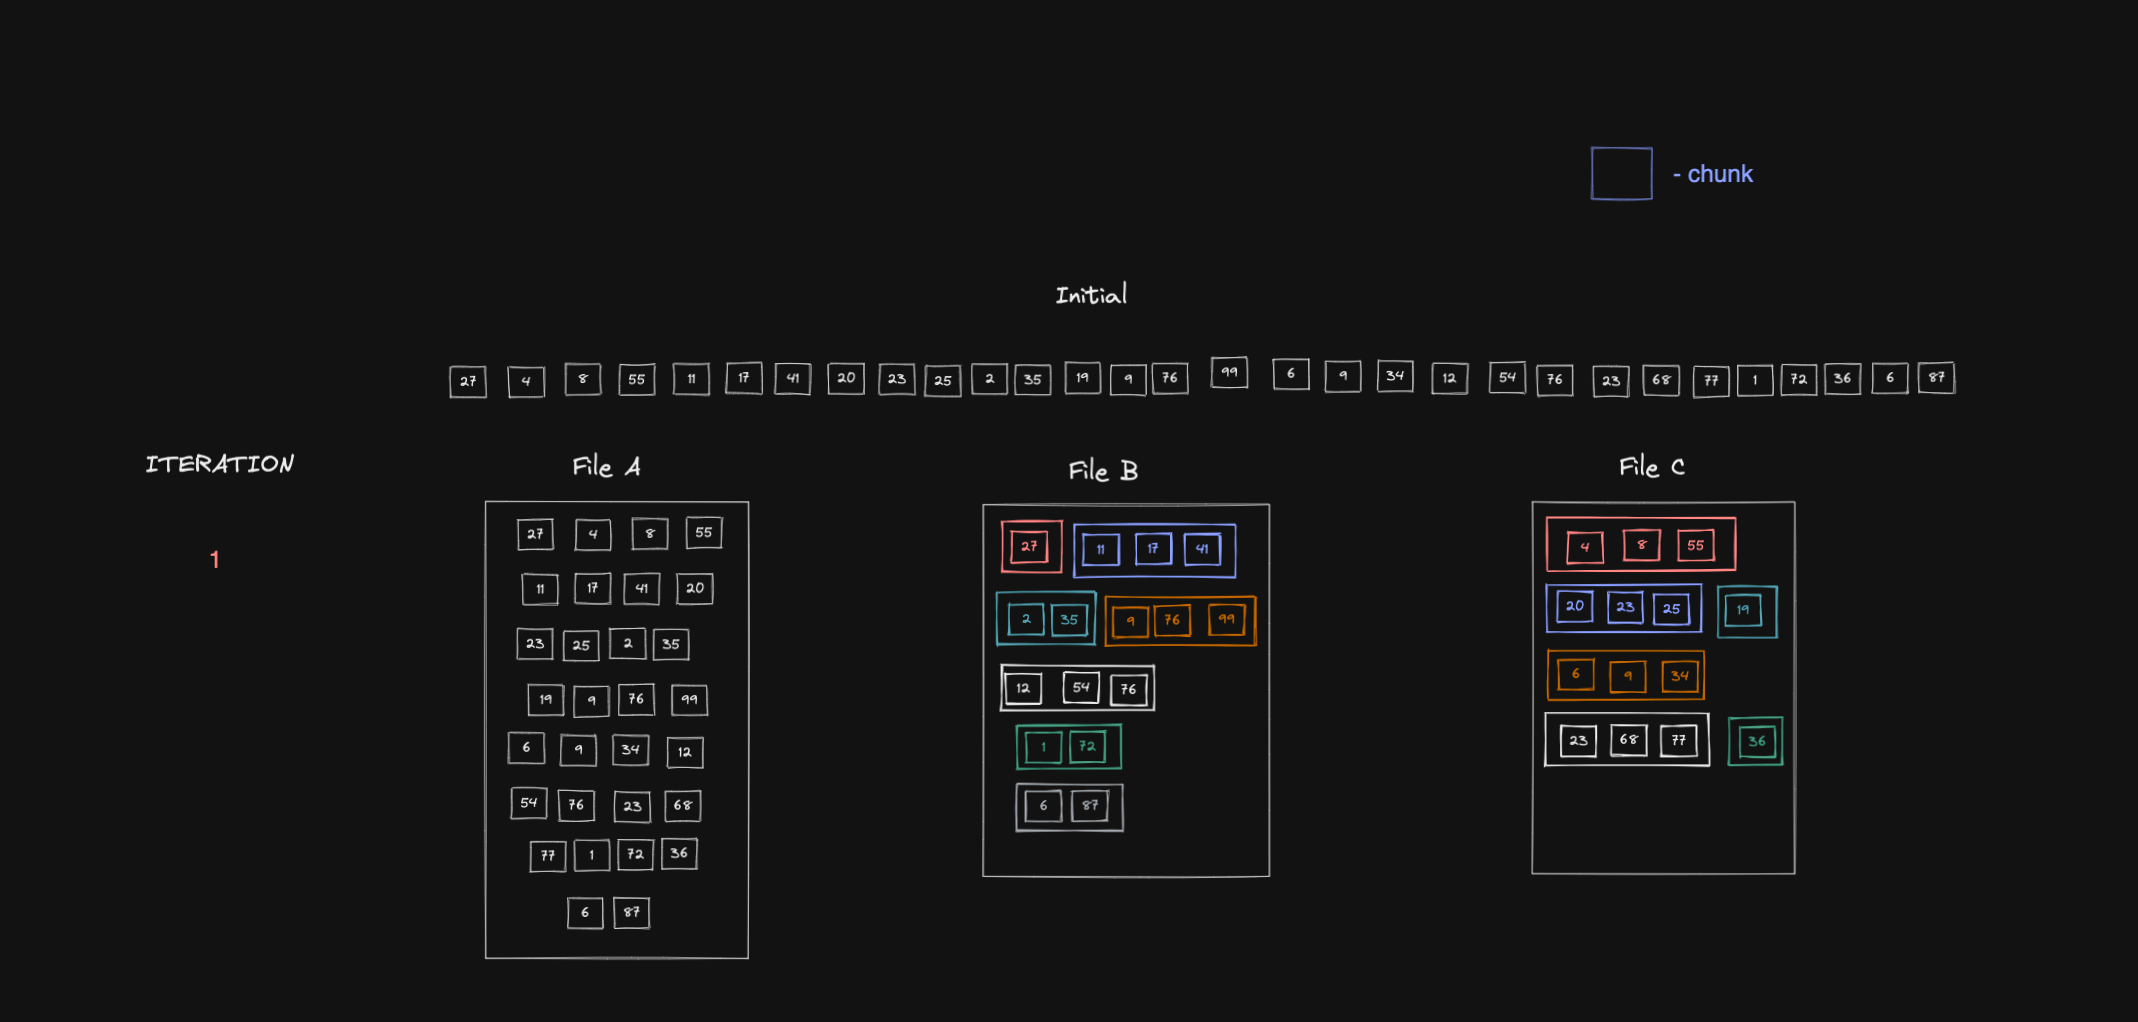 - chunk
Initial
27 4 8 55 11 17 41 20 23 25 2 35 19 9 76 99 6 9 34 12 54 76 23 68 77 1 72 36 6 87
ITERATION
1
File A
27 4 8 55
11 17 41 20
23 25 2 35
19 9 76 99
6 9 34 12
54 76 23 68
77 1 72 36
6 87
File B
27 11 17 41
2 35 9 76 99
12 54 76
1 72
6 87
File C
4 8 55
20 23 25 19
6 9 34
23 68 77 36